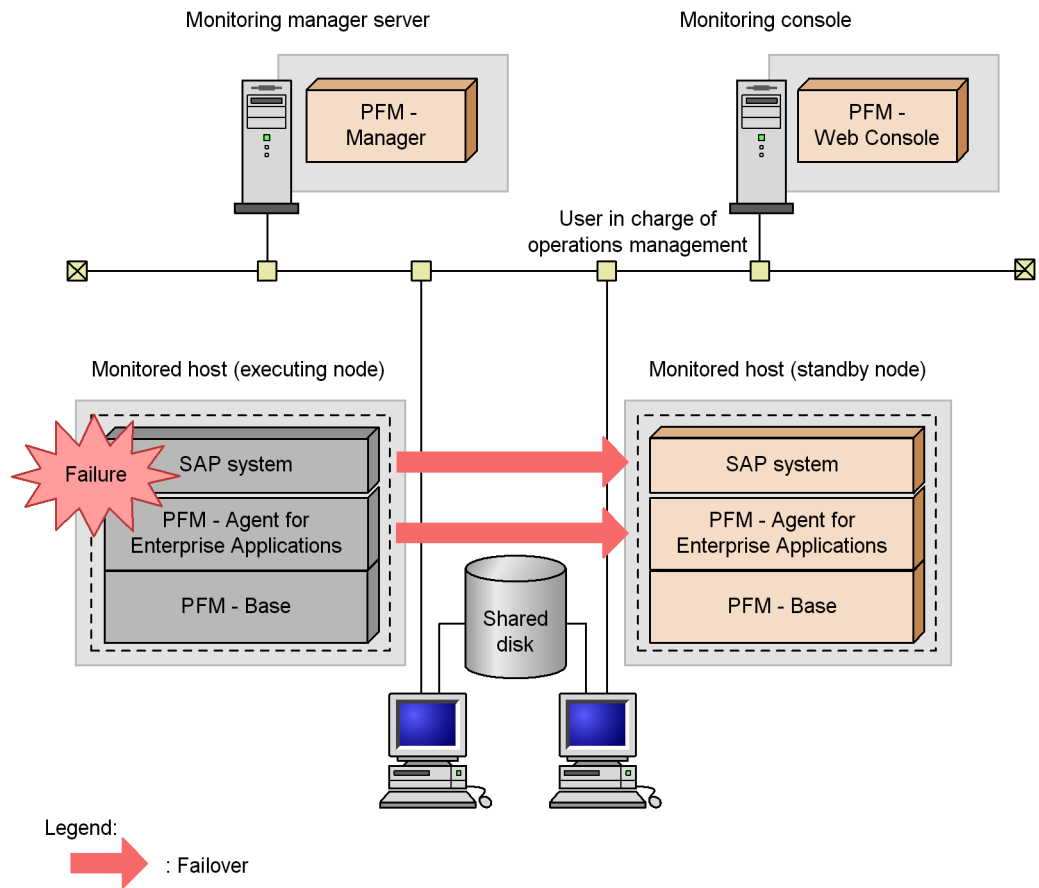 Monitoring manager server
Monitoring console
PFM -
Manager
PFM -
Web Console
User in charge of
operations management
Monitored host (executing node)
Monitored host (standby node)
Failure
SAP system
PFM - Agent for
Enterprise Applications
PFM - Base
SAP system
PFM - Agent for
Enterprise Applications
PFM - Base
Shared
disk
Legend:
: Failover